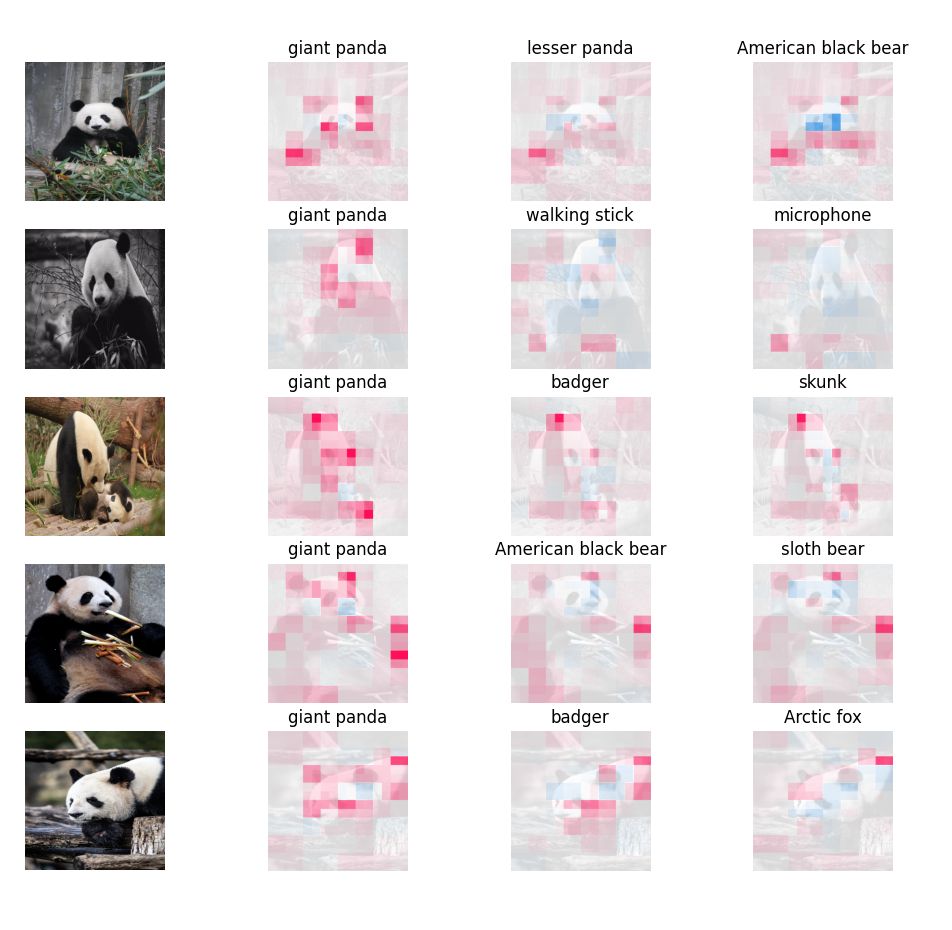 giant panda
lesser panda
American black bear
giant panda
walking stick
microphone
giant panda
badger
skunk
giant panda
American black bear
sloth bear
giant panda
badger
Arctic fox